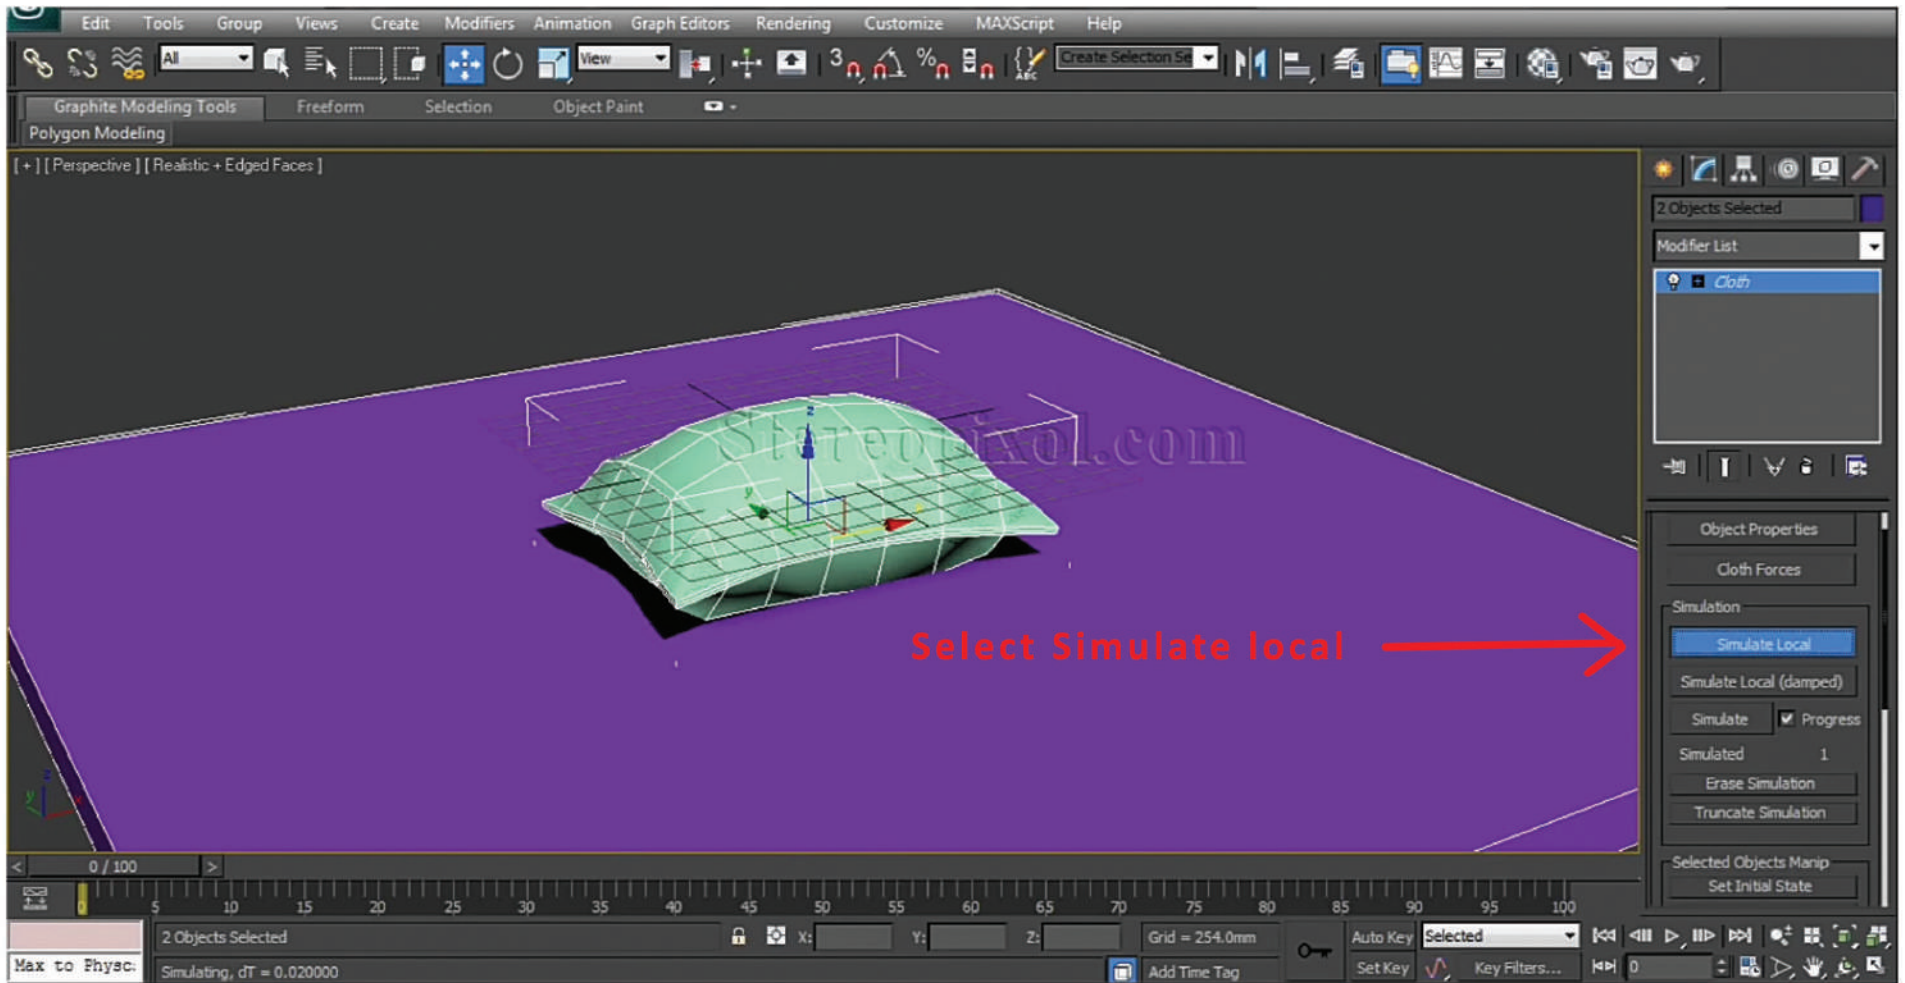 Edit Tools Group Views Create Modifiers Animation Graph Editors Rendering Customize MAXScript Help
All View 3 % ABC Create Selection Se
Graphite Modeling Tools Freeform Selection Object Paint
Polygon Modeling
[ + ] [ Perspective ] [ Realistic + Edged Faces ]
2 Objects Selected
Modifier List
Cloth
Stereopixol.com
z
y
x
Object Properties
Cloth Forces
Simulation
Select Simulate local
Simulate Local
Simulate Local (damped)
Simulate Progress
Simulated 1
Erase Simulation
Truncate Simulation
z
y
x
Selected Objects Manip
Set Initial State
< 0 / 100 >
0 5 10 15 20 25 30 35 40 45 50 55 60 65 70 75 80 85 90 95 100
2 Objects Selected X: Y: Z: Grid = 254.0mm Auto Key Selected
Max to Physc: Simulating, dT = 0.020000 Add Time Tag Set Key Key Filters... 0